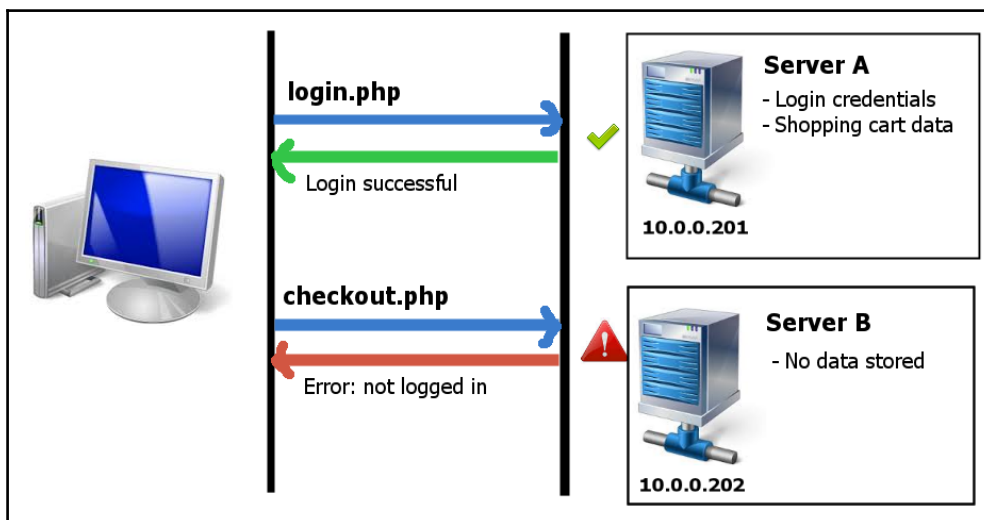 login.php
Login successful
Server A
- Login credentials
- Shopping cart data
10.0.0.201
checkout.php
Error: not logged in
Server B
- No data stored
10.0.0.202